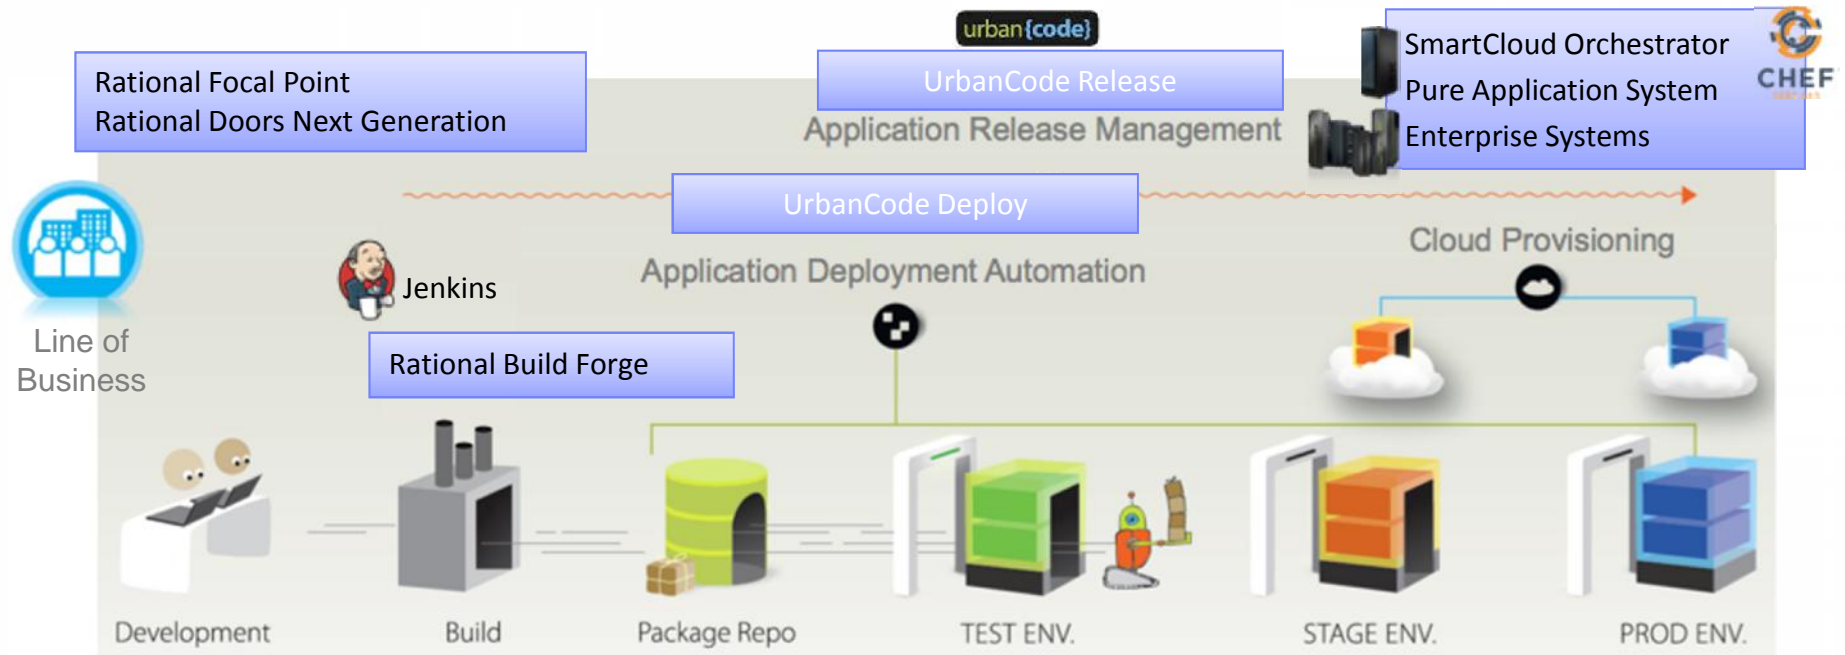 urban{code}
Rational Focal Point
Rational Doors Next Generation
UrbanCode Release
Application Release Management
SmartCloud Orchestrator
Pure Application System
Enterprise Systems
CHEF
UrbanCode Deploy
Application Deployment Automation
Cloud Provisioning
Jenkins
Rational Build Forge
Line of
Business
Development
Build
Package Repo
TEST ENV.
STAGE ENV.
PROD ENV.